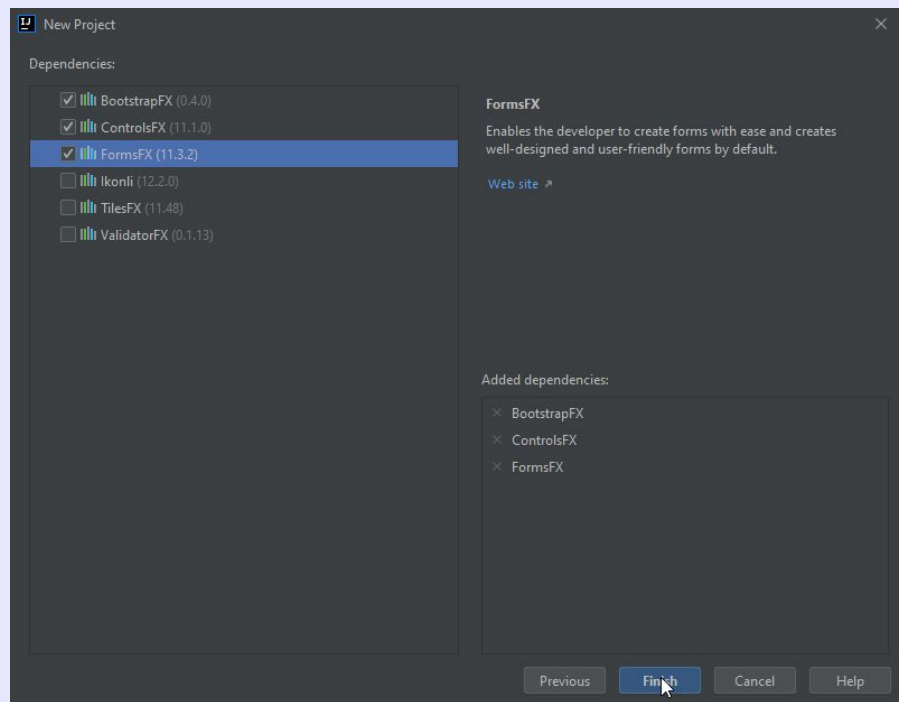 New Project
Dependencies:
BootstrapFX (0.4.0)
ControlsFX (11.1.0)
FormsFX (11.3.2)
Ikonli (12.2.0)
TilesFX (11.48)
ValidatorFX (0.1.13)
FormsFX
Enables the developer to create forms with ease and creates
well-designed and user-friendly forms by default.
Web site ↗
Added dependencies:
BootstrapFX
ControlsFX
FormsFX
Previous Finish Cancel Help